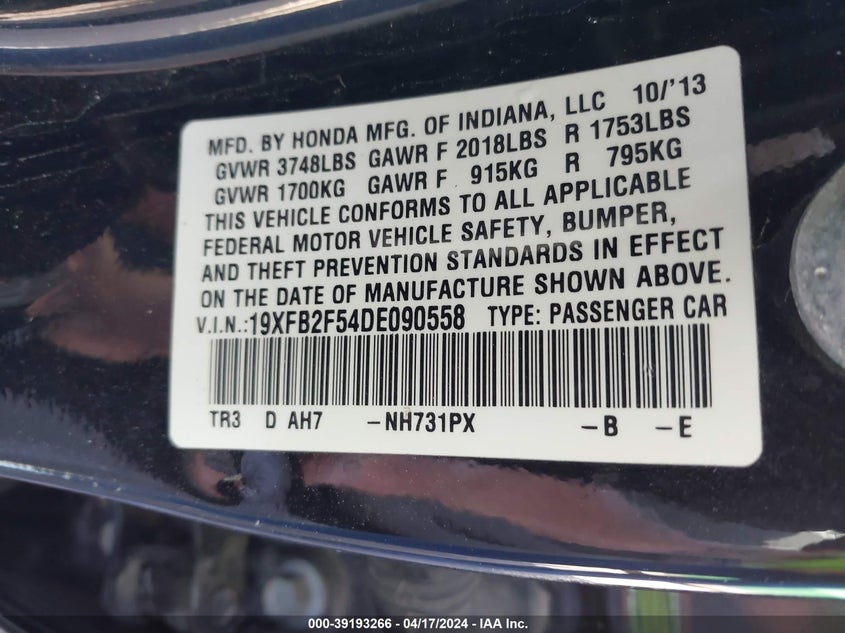 MFD. BY HONDA MFG. OF INDIANA, LLC 10/'13
GVWR 3748LBS GAWR F 2018LBS R 1753LBS
GVWR 1700KG GAWR F 915KG R 795KG
THIS VEHICLE CONFORMS TO ALL APPLICABLE
FEDERAL MOTOR VEHICLE SAFETY, BUMPER,
AND THEFT PREVENTION STANDARDS IN EFFECT
ON THE DATE OF MANUFACTURE SHOWN ABOVE.
V.I.N.:19XFB2F54DE090558 TYPE: PASSENGER CAR
TR3 D AH7 -NH731PX -B -E
000-39193266 - 04/17/2024 - IAA Inc.